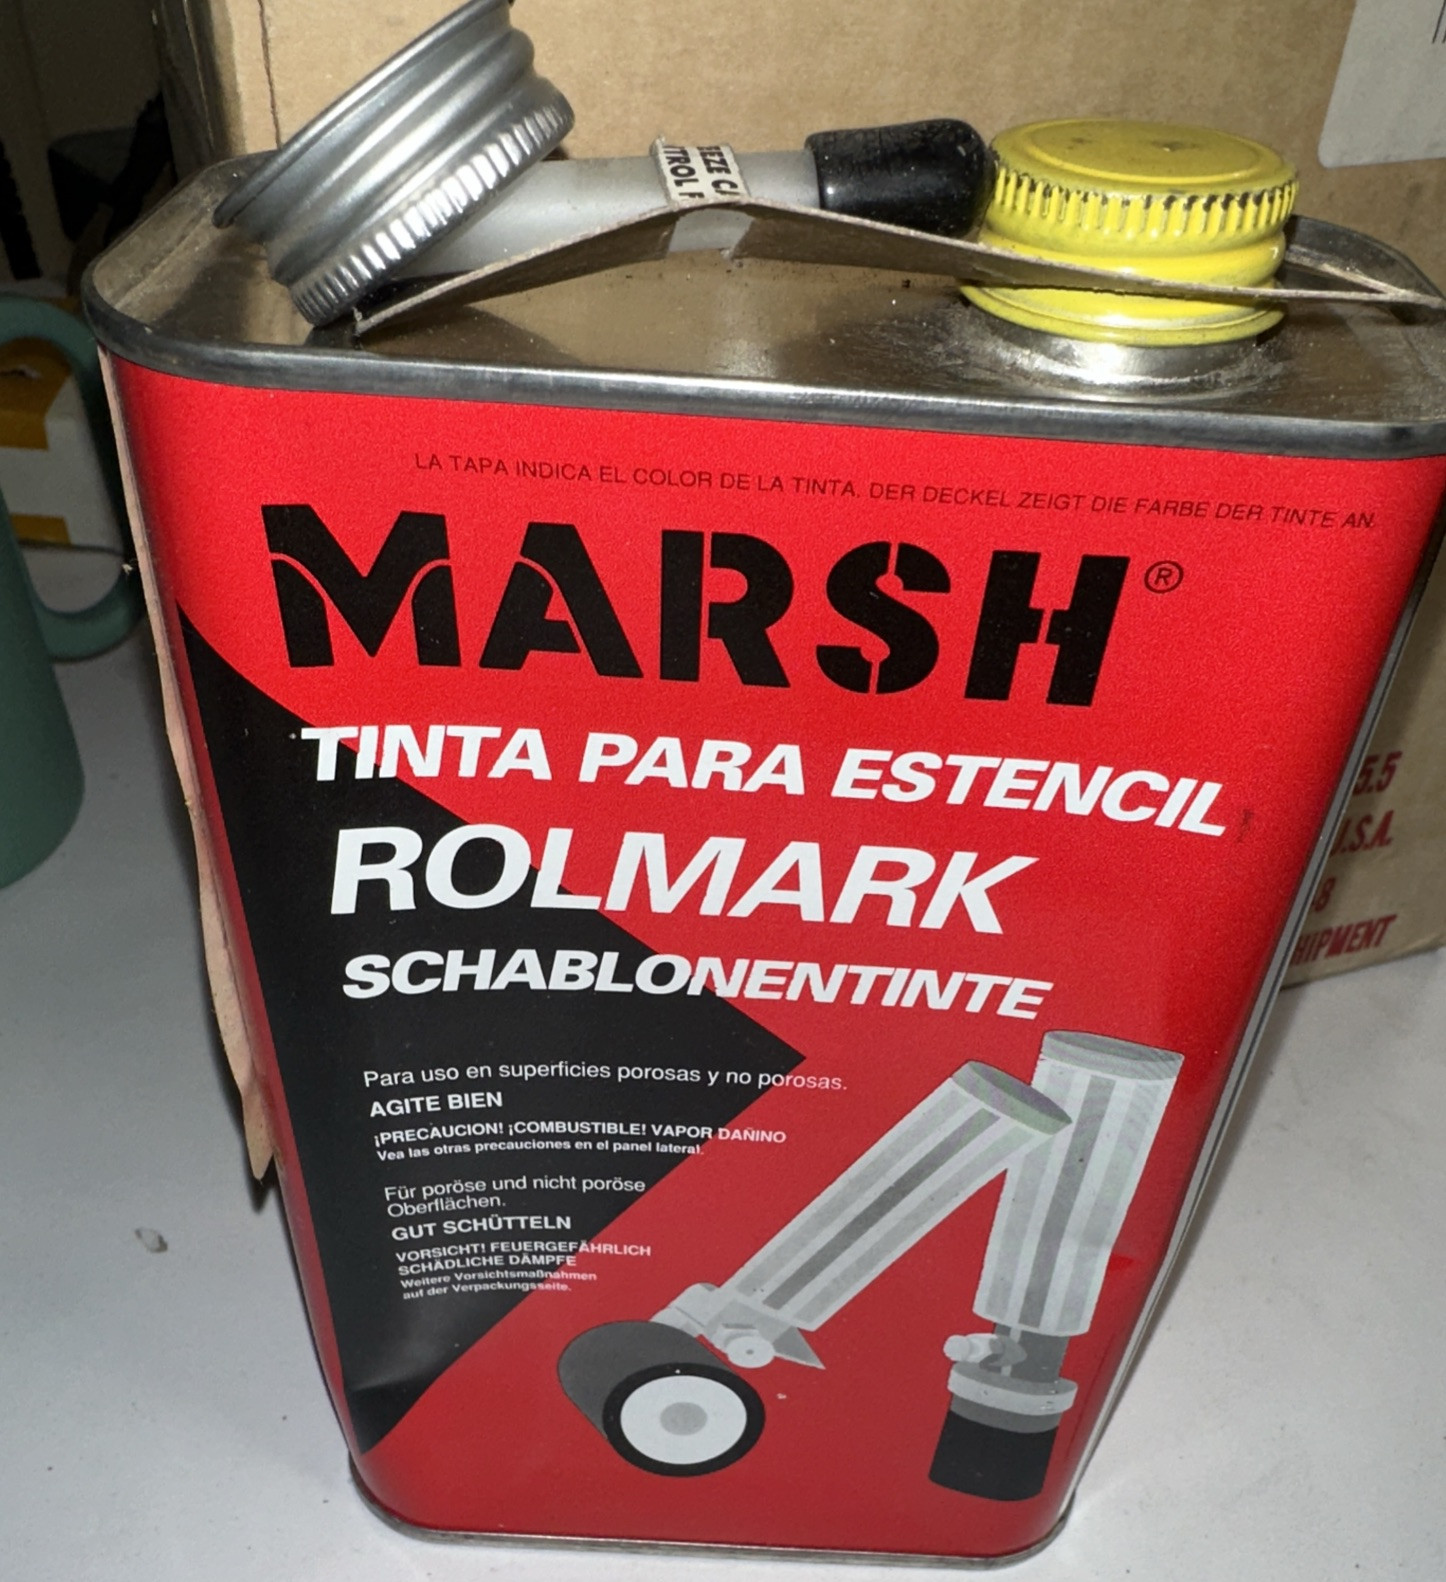 LA TAPA INDICA EL COLOR DE LA TINTA. DER DECKEL ZEIGT DIE FARBE DER TINTE AN.
MARSH®
TINTA PARA ESTENCIL
ROLMARK
SCHABLONENTINTE
Para uso en superficies porosas y no porosas.
AGITE BIEN
¡PRECAUCION! ¡COMBUSTIBLE! VAPOR DAÑINO
Vea las otras precauciones en el panel lateral.
Für poröse und nicht poröse
Oberflächen.
GUT SCHÜTTELN
VORSICHT! FEUERGEFÄHRLICH
SCHÄDLICHE DÄMPFE
Weitere Vorsichtsmaßnahmen
auf der Verpackungsseite.
5.5
U.S.A.